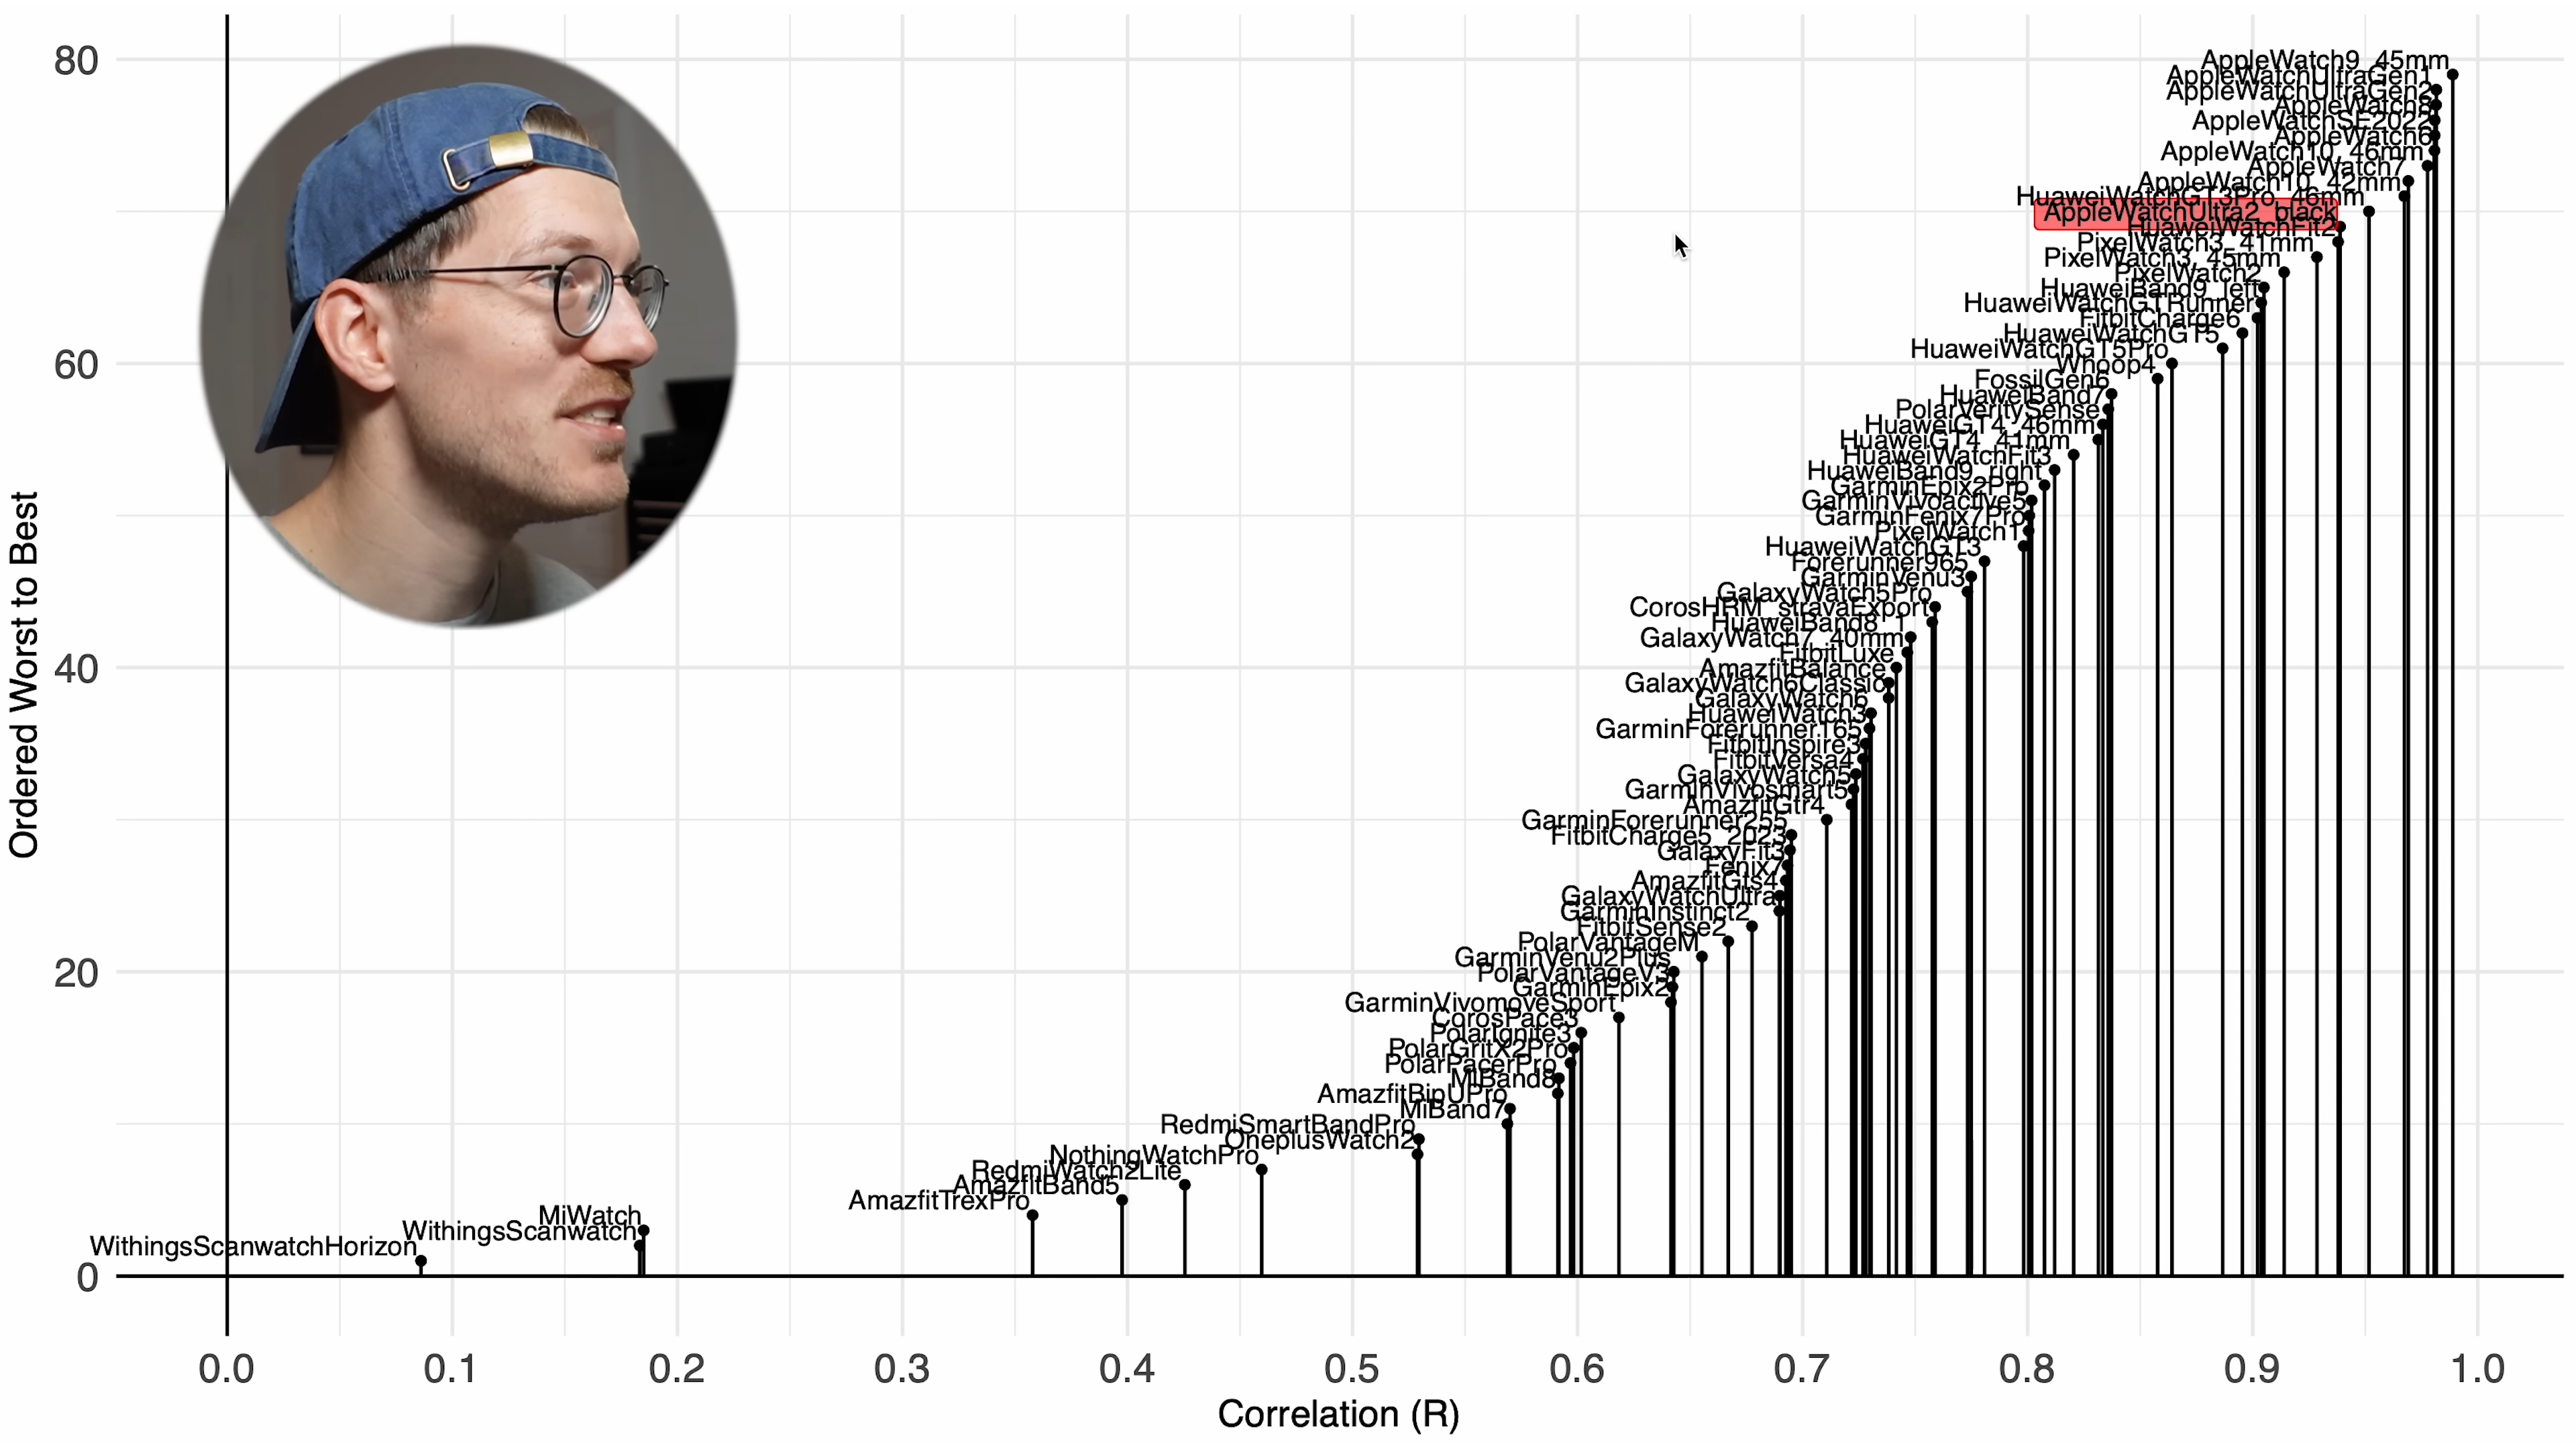 80
60
40
20
0
Ordered Worst to Best
AppleWatch9_45mm
AppleWatchUltraGen1
AppleWatchUltraGen2
AppleWatch8
AppleWatchSE2022
AppleWatch6
AppleWatch10_46mm
AppleWatch7
AppleWatch10_42mm
HuaweiWatchGT3Pro_46mm
AppleWatchUltra2_black
HuaweiWatchFit2
PixelWatch3_41mm
PixelWatch3_45mm
PixelWatch2
HuaweiBand9_left
HuaweiWatchGTRunner
FitbitCharge6
HuaweiWatchGT5
HuaweiWatchGT5Pro
Whoop4
FossilGen6
HuaweiBand7
PolarVeritySense
HuaweiGT4_46mm
HuaweiGT4_41mm
HuaweiWatchFit3
HuaweiBand9_right
GarminEpix2Pro
GarminVivoactive5
GarminFenix7Pro
PixelWatch1
HuaweiWatchGT3
Forerunner965
GarminVenu3
GalaxyWatch5Pro
CorosHRM_stravaExport
HuaweiBand8_1
GalaxyWatch7_40mm
FitbitLuxe
AmazfitBalance
GalaxyWatch6Classic
GalaxyWatch6
HuaweiWatch3
GarminForerunner165
FitbitInspire3
FitbitVersa4
GalaxyWatch5
GarminVivosmart5
AmazfitGtr4
GarminForerunner255
FitbitCharge5_2023
GalaxyFit3
Fenix7
AmazfitGts4
GalaxyWatchUltra
GarminInstinct2
FitbitSense2
PolarVantageM
GarminVenu2Plus
PolarVantageV3
GarminEpix2
GarminVivomoveSport
CorosPace3
PolarIgnite3
PolarGritX2Pro
PolarPacerPro
MiBand8
AmazfitBipUPro
MiBand7
RedmiSmartBandPro
OneplusWatch2
NothingWatchPro
RedmiWatch2Lite
AmazfitBand5
AmazfitTrexPro
MiWatch
WithingsScanwatch
WithingsScanwatchHorizon
0.0 0.1 0.2 0.3 0.4 0.5 0.6 0.7 0.8 0.9 1.0
Correlation (R)